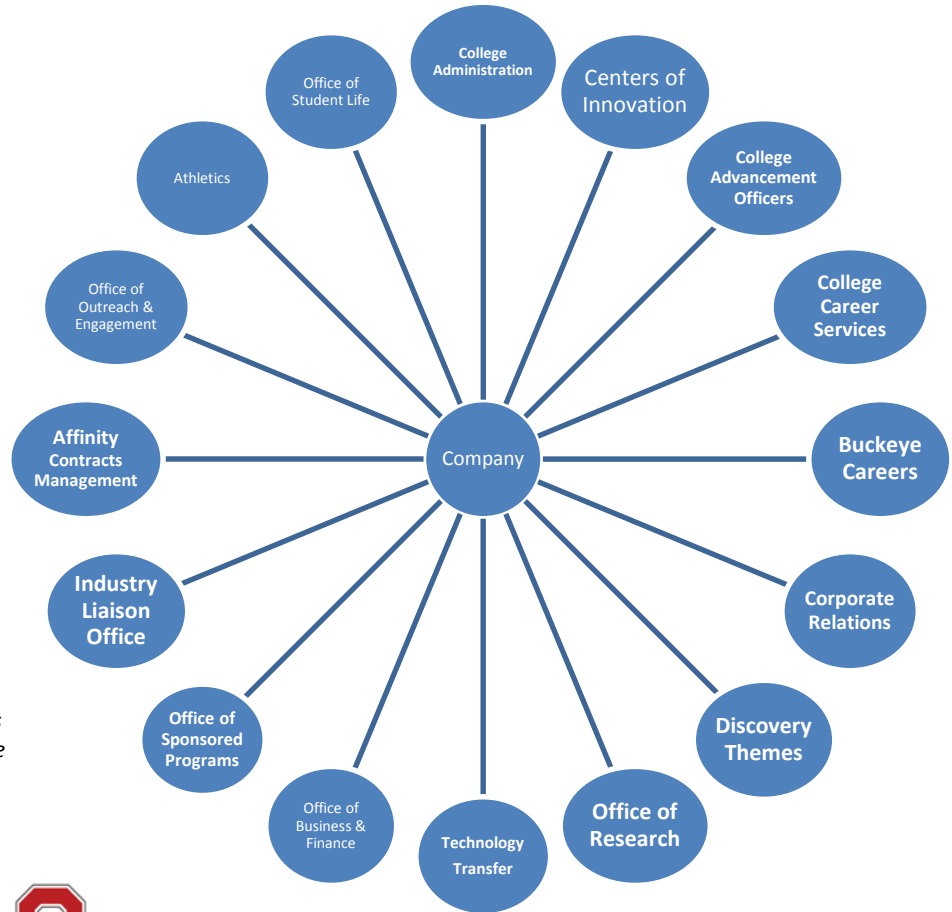 College
Administration
Centers of
Innovation
College
Advancement
Officers
College
Career
Services
Buckeye
Careers
Corporate
Relations
Discovery
Themes
Office of
Research
Technology
Transfer
Office of
Business &
Finance
Office of
Sponsored
Programs
Industry
Liaison
Office
Affinity
Contracts
Management
Office of
Outreach &
Engagement
Athletics
Office of
Student Life
Company